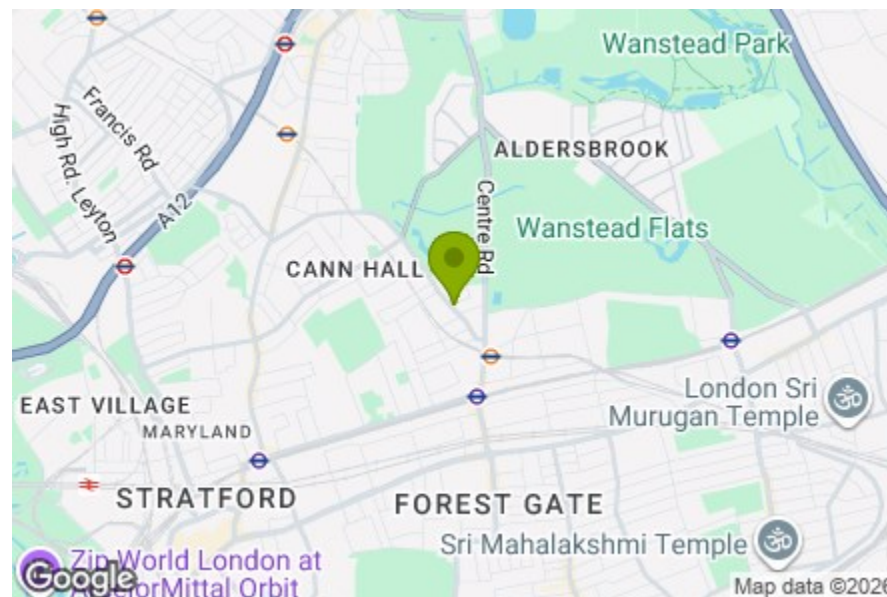 Wanstead Park
Francis Rd
High Rd. Leyton
ALDERSBROOK
A12
Centre Rd
Wanstead Flats
CANN HALL
London Sri
Murugan Temple
EAST VILLAGE
MARYLAND
STRATFORD
FOREST GATE
Sri Mahalakshmi Temple
Zip World London at
ArcelorMittal Orbit
Google
Map data ©2026